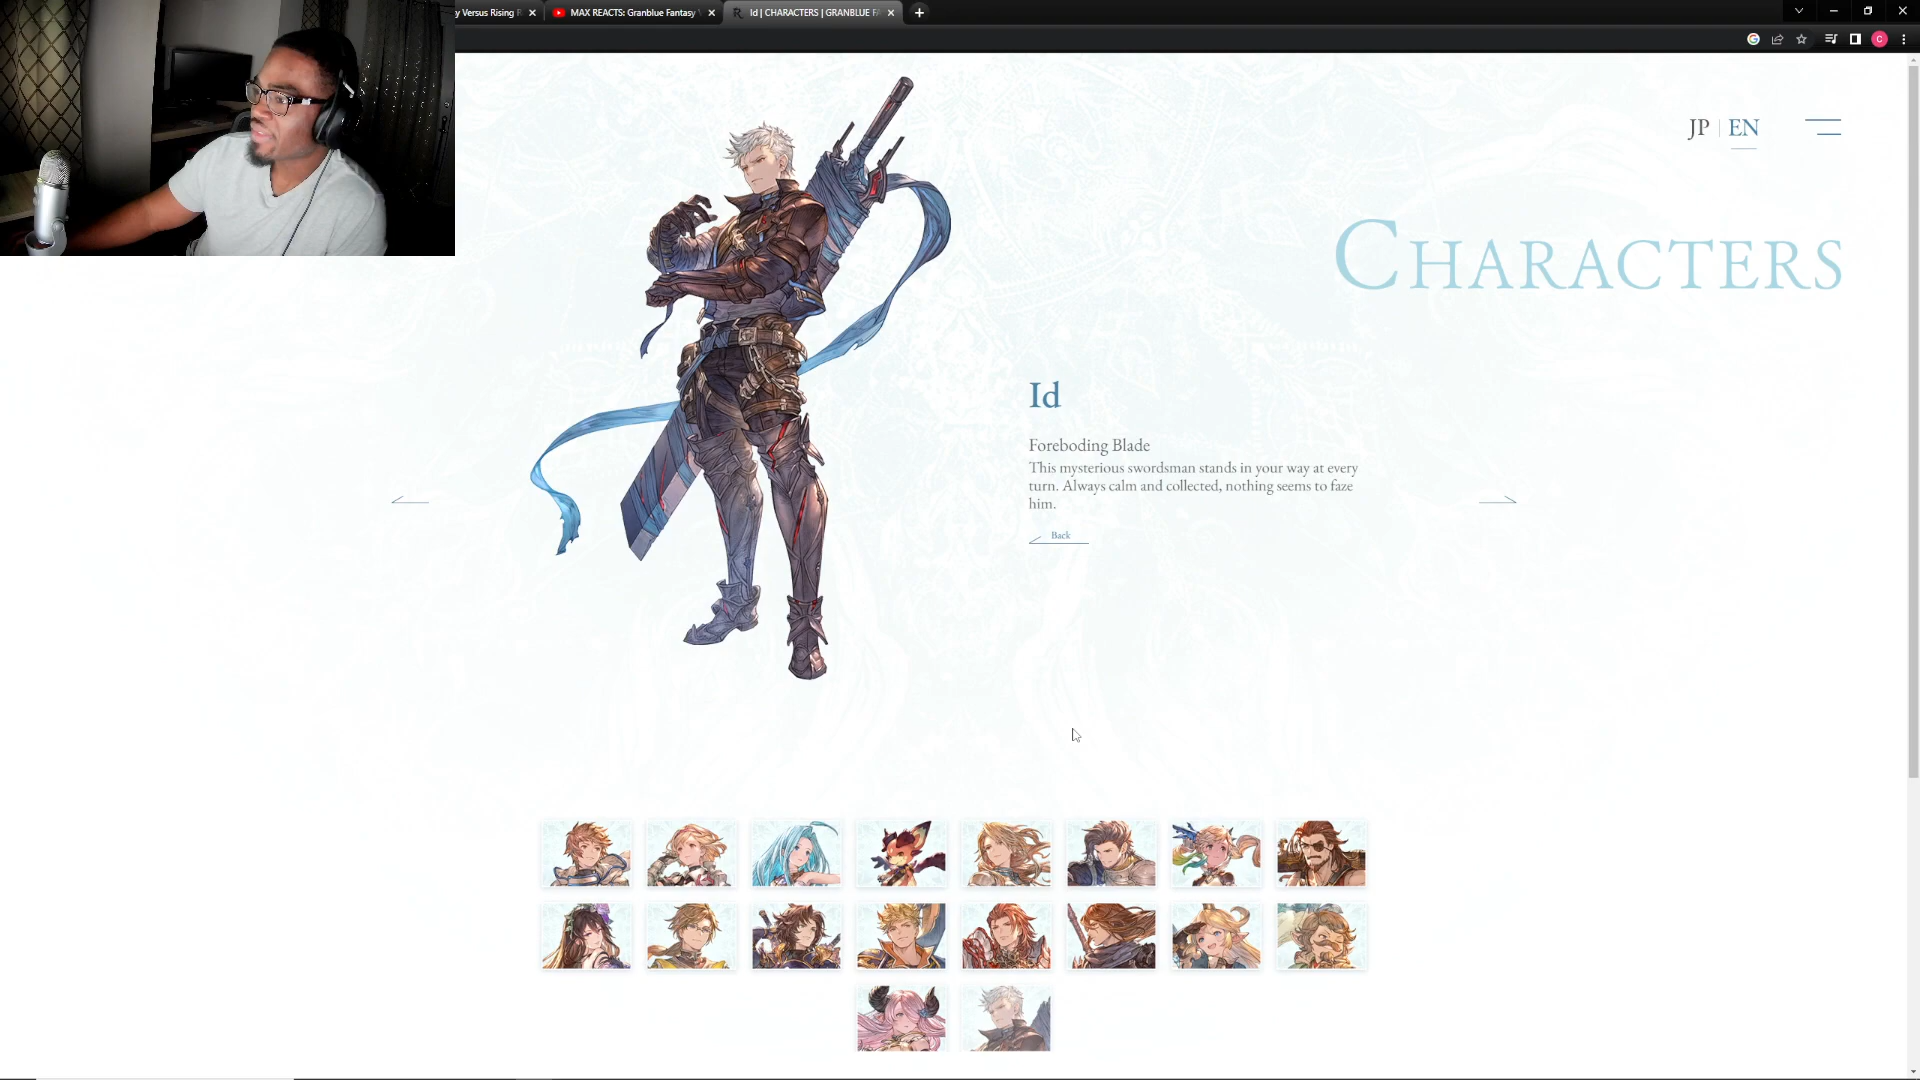 y Versus Rising
MAX REACTS: Granblue Fantasy
Id | CHARACTERS | GRANBLUE F
C
JP | EN
CHARACTERS
Id
Foreboding Blade
This mysterious swordsman stands in your way at every
turn. Always calm and collected, nothing seems to faze
him.
Back